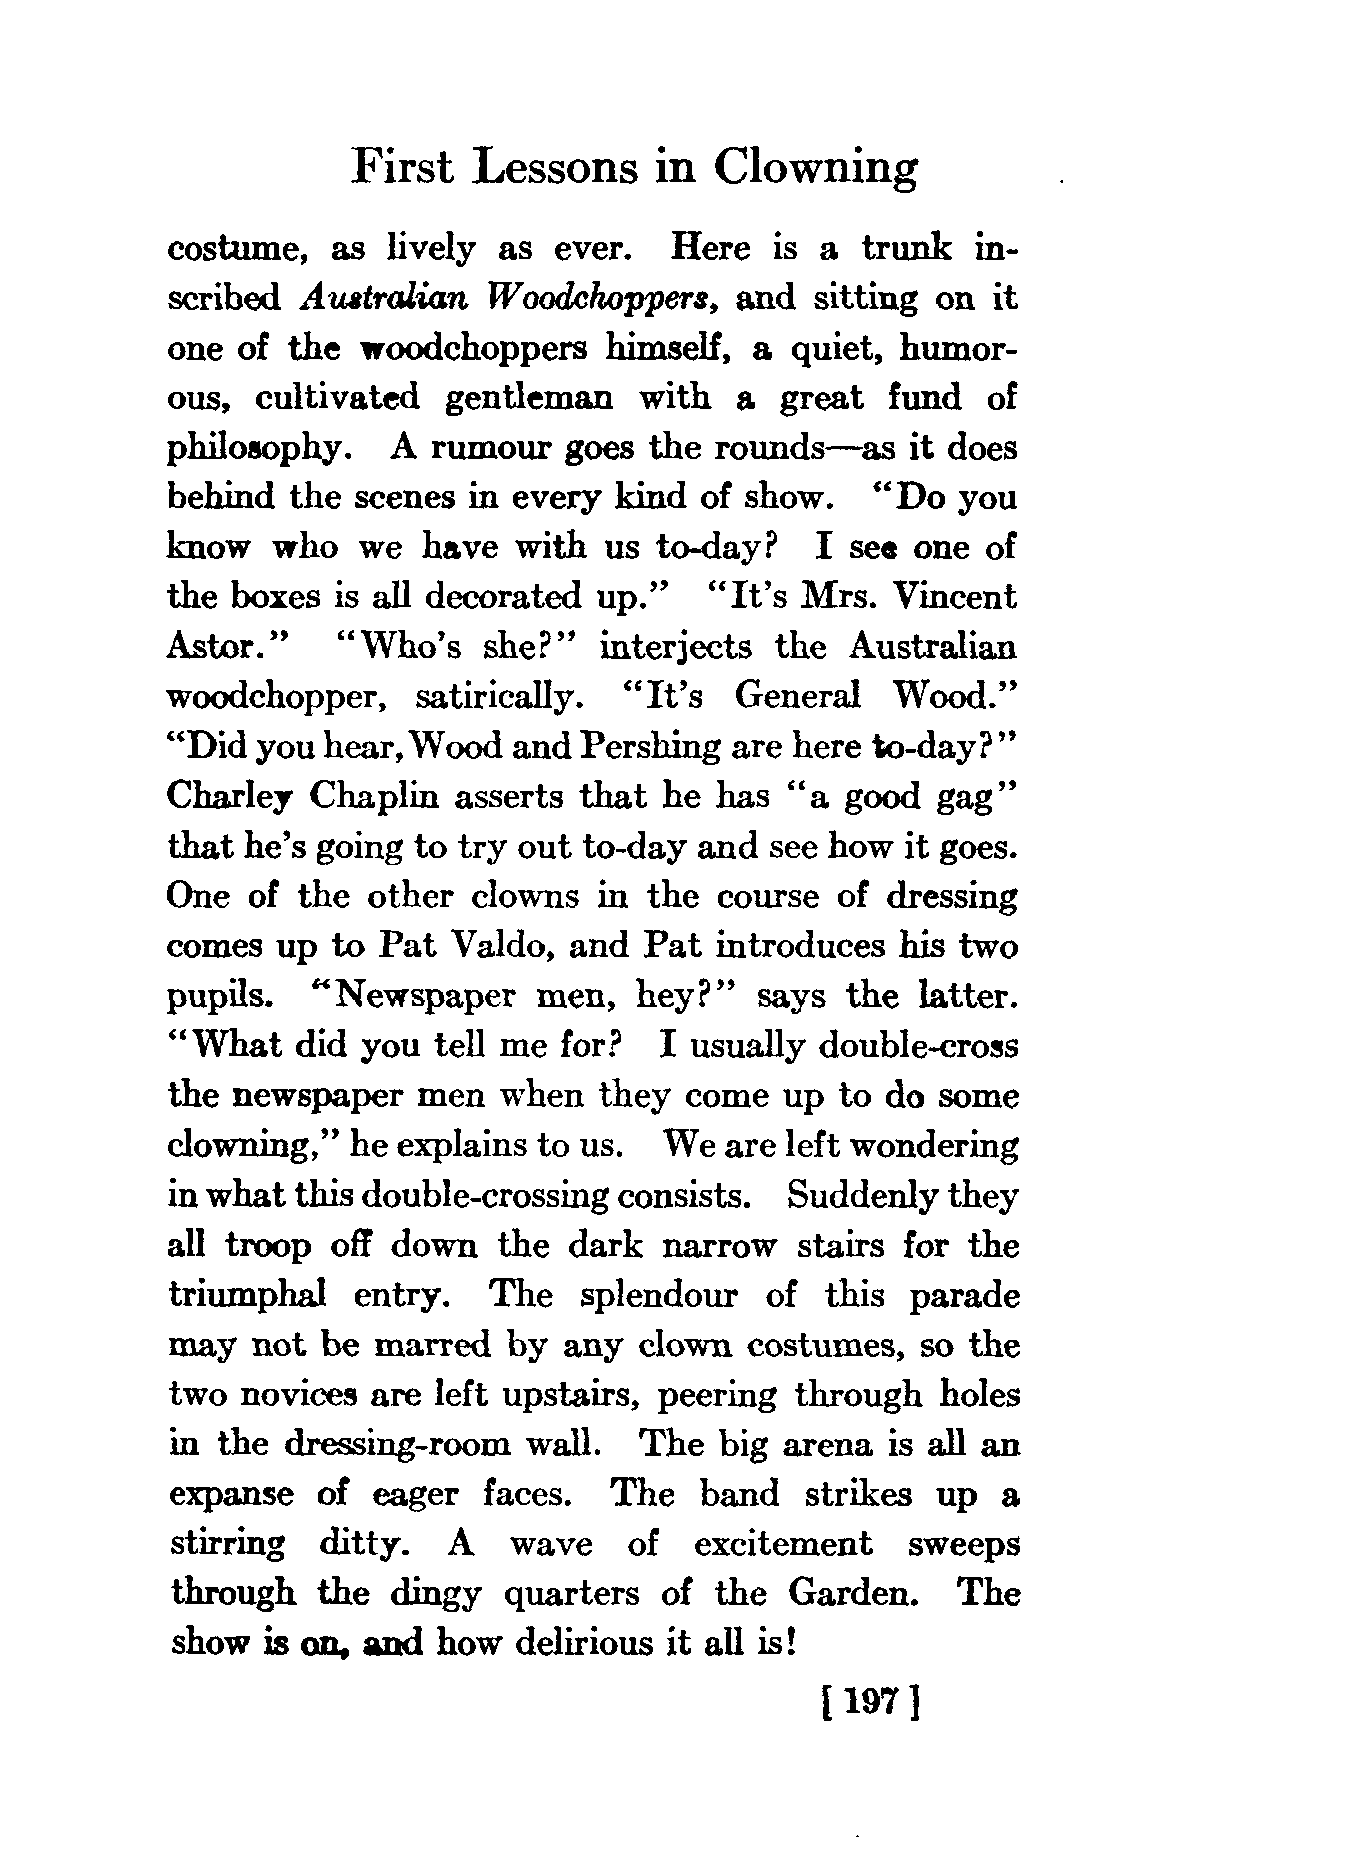 First Lessons in Clowning
costume, as lively as ever. Here is a trunk in-
scribed Australian Woodchoppers, and sitting on it
one of the woodchoppers himself, a quiet, humor-
ous, cultivated gentleman with a great fund of
philosophy. A rumour goes the rounds—as it does
behind the scenes in every kind of show. “Do you
know who we have with us to-day? I see one of
the boxes is all decorated up.” “It’s Mrs. Vincent
Astor.” “Who’s she?” interjects the Australian
woodchopper, satirically. “It’s General Wood.”
“Did you hear, Wood and Pershing are here to-day?”
Charley Chaplin asserts that he has “a good gag”
that he’s going to try out to-day and see how it goes.
One of the other clowns in the course of dressing
comes up to Pat Valdo, and Pat introduces his two
pupils. “Newspaper men, hey?” says the latter.
“What did you tell me for? I usually double-cross
the newspaper men when they come up to do some
clowning,” he explains to us. We are left wondering
in what this double-crossing consists. Suddenly they
all troop off down the dark narrow stairs for the
triumphal entry. The splendour of this parade
may not be marred by any clown costumes, so the
two novices are left upstairs, peering through holes
in the dressing-room wall. The big arena is all an
expanse of eager faces. The band strikes up a
stirring ditty. A wave of excitement sweeps
through the dingy quarters of the Garden. The
show is on, and how delirious it all is!
[ 197 ]